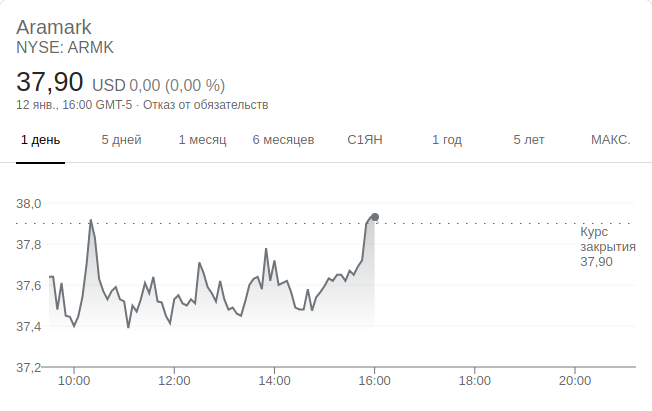 Aramark
NYSE: ARMK
37,90 USD 0,00 (0,00 %)
12 янв., 16:00 GMT-5 · Отказ от обязательств
1 день 5 дней 1 месяц 6 месяцев С1ЯН 1 год 5 лет МАКС.
38,0
Курс
закрытия
37,90
37,8
37,6
37,4
37,2
10:00 12:00 14:00 16:00 18:00 20:00